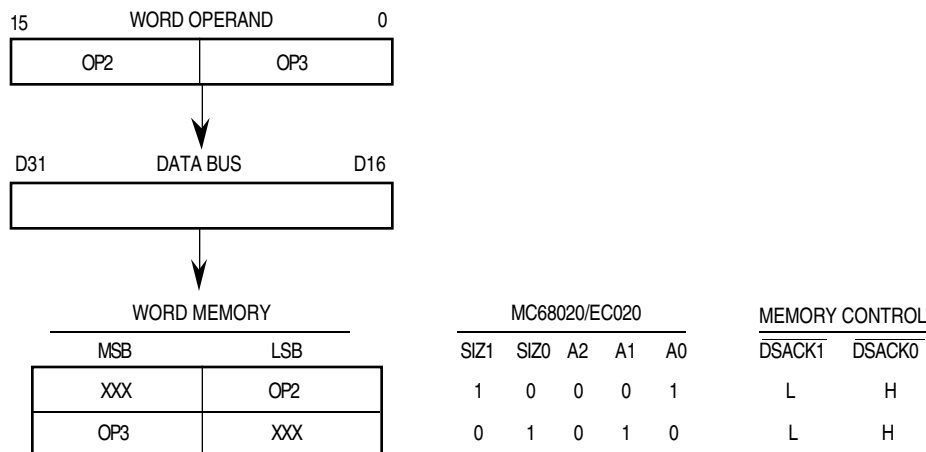 15 WORD OPERAND 0
OP2 OP3
D31 DATA BUS D16
WORD MEMORY MC68020/EC020 MEMORY CONTROL
MSB LSB SIZ1 SIZ0 A2 A1 A0 DSACK1 DSACK0
XXX OP2 1 0 0 0 1 L H
OP3 XXX 0 1 0 1 0 L H